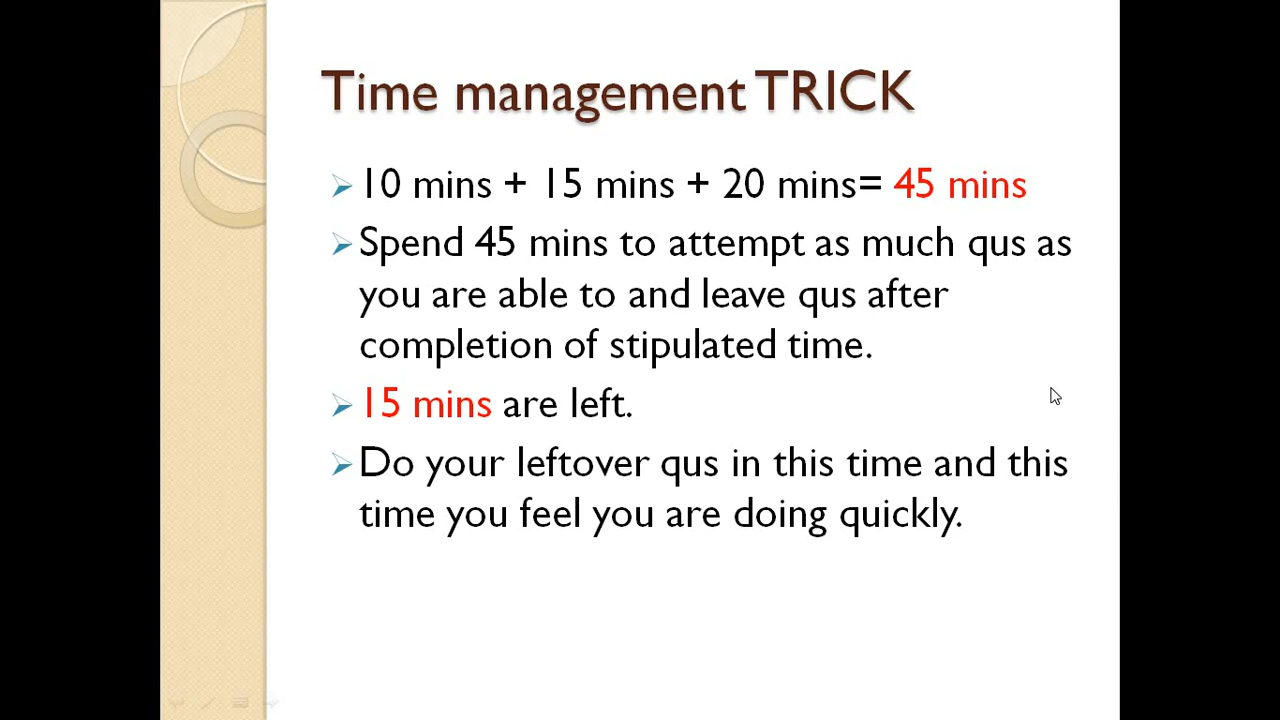 Time management TRICK
10 mins + 15 mins + 20 mins= 45 mins
Spend 45 mins to attempt as much qus as
you are able to and leave qus after
completion of stipulated time.
15 mins are left.
Do your leftover qus in this time and this
time you feel you are doing quickly.